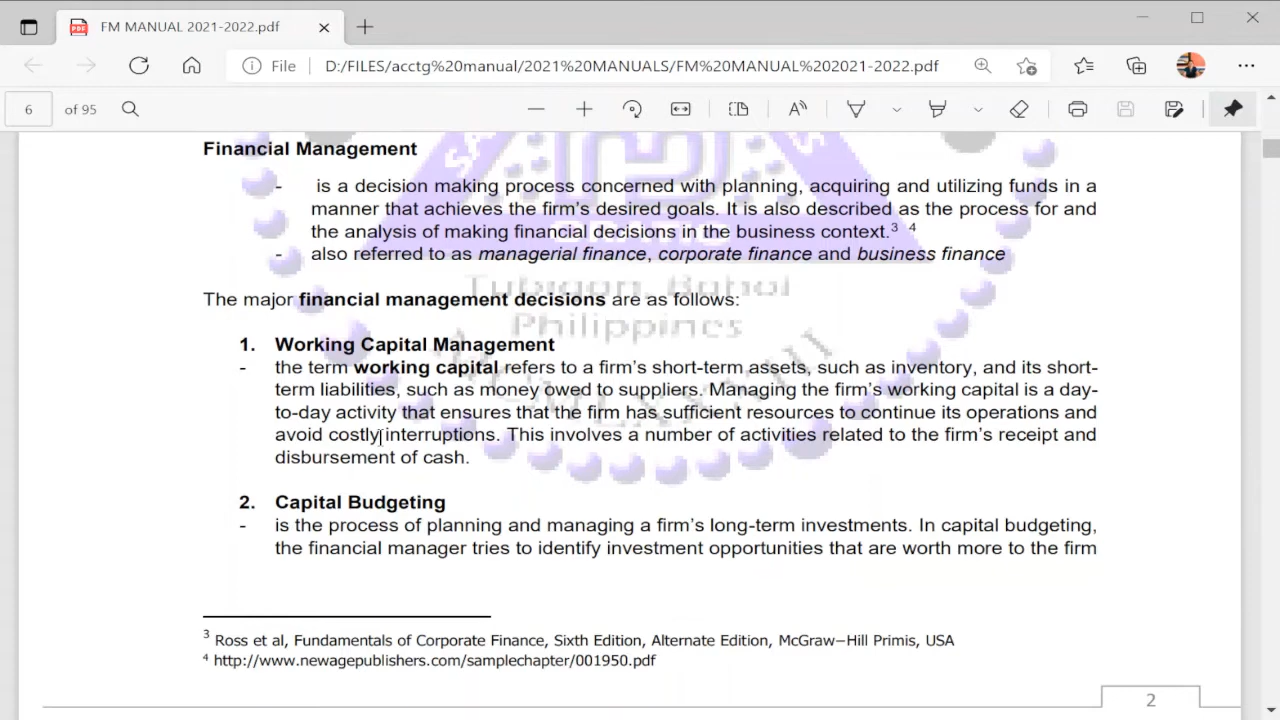 FM MANUAL 2021-2022.pdf
File
D:/FILES/acctg%20manual/2021%20MANUALS/FM%20MANUAL%202021-2022.pdf
6 of 95
Financial Management
- is a decision making process concerned with planning, acquiring and utilizing funds in a
manner that achieves the firm's desired goals. It is also described as the process for and
the analysis of making financial decisions in the business context.³ ⁴
- also referred to as managerial finance, corporate finance and business finance
Tubigon, Bohol
The major financial management decisions are as follows:
Philippines
1. Working Capital Management
- the term working capital refers to a firm's short-term assets, such as inventory, and its short-
term liabilities, such as money owed to suppliers. Managing the firm's working capital is a day-
to-day activity that ensures that the firm has sufficient resources to continue its operations and
avoid costly interruptions. This involves a number of activities related to the firm's receipt and
disbursement of cash.
2. Capital Budgeting
- is the process of planning and managing a firm's long-term investments. In capital budgeting,
the financial manager tries to identify investment opportunities that are worth more to the firm
³ Ross et al, Fundamentals of Corporate Finance, Sixth Edition, Alternate Edition, McGraw–Hill Primis, USA
⁴ http://www.newagepublishers.com/samplechapter/001950.pdf
2